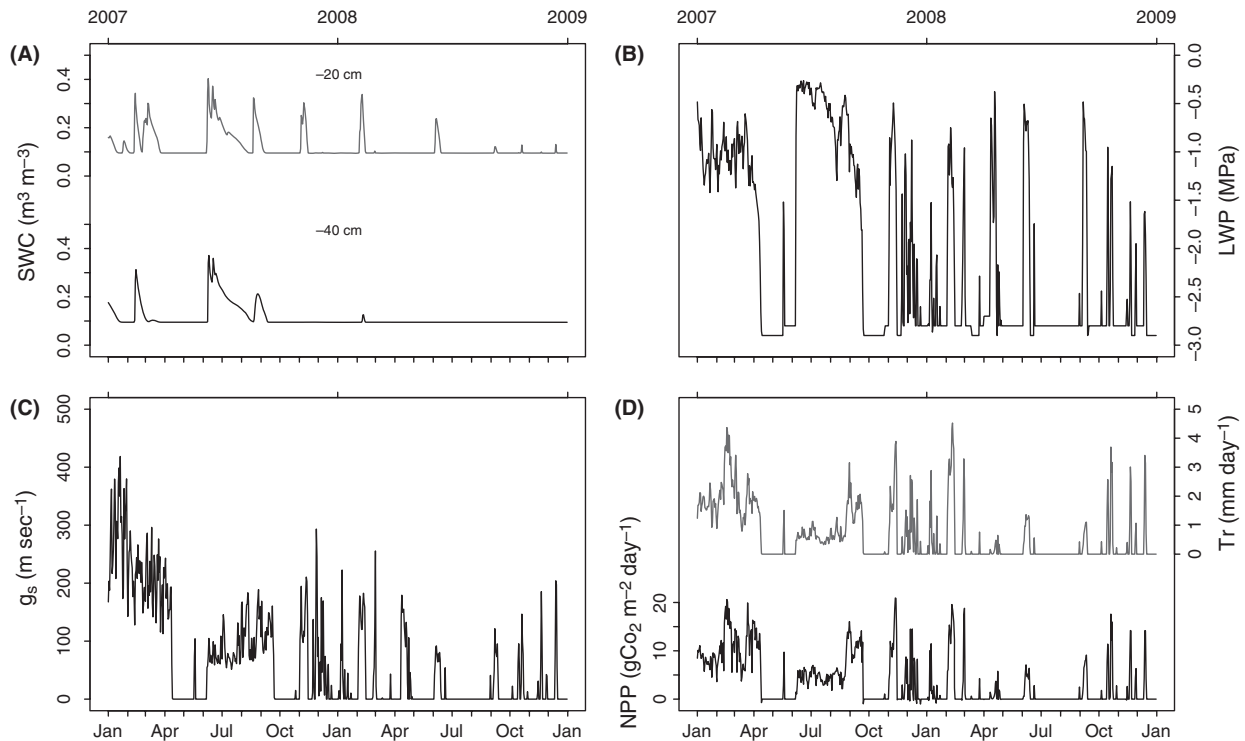 2007 2008 2009
(A)
SWC (m³ m−3)
0.0 0.2 0.4
0.0 0.2 0.4
−20 cm
−40 cm
2007 2008 2009
(B)
LWP (MPa)
0.0 −0.5 −1.0 −1.5 −2.0 −2.5 −3.0
(C)
gs (m sec−1)
0 100 200 300 400 500
Jan Apr Jul Oct Jan Apr Jul Oct Jan
(D)
Tr (mm day−1)
0 1 2 3 4 5
NPP (gCo2 m−2 day−1)
0 10 20
Jan Apr Jul Oct Jan Apr Jul Oct Jan